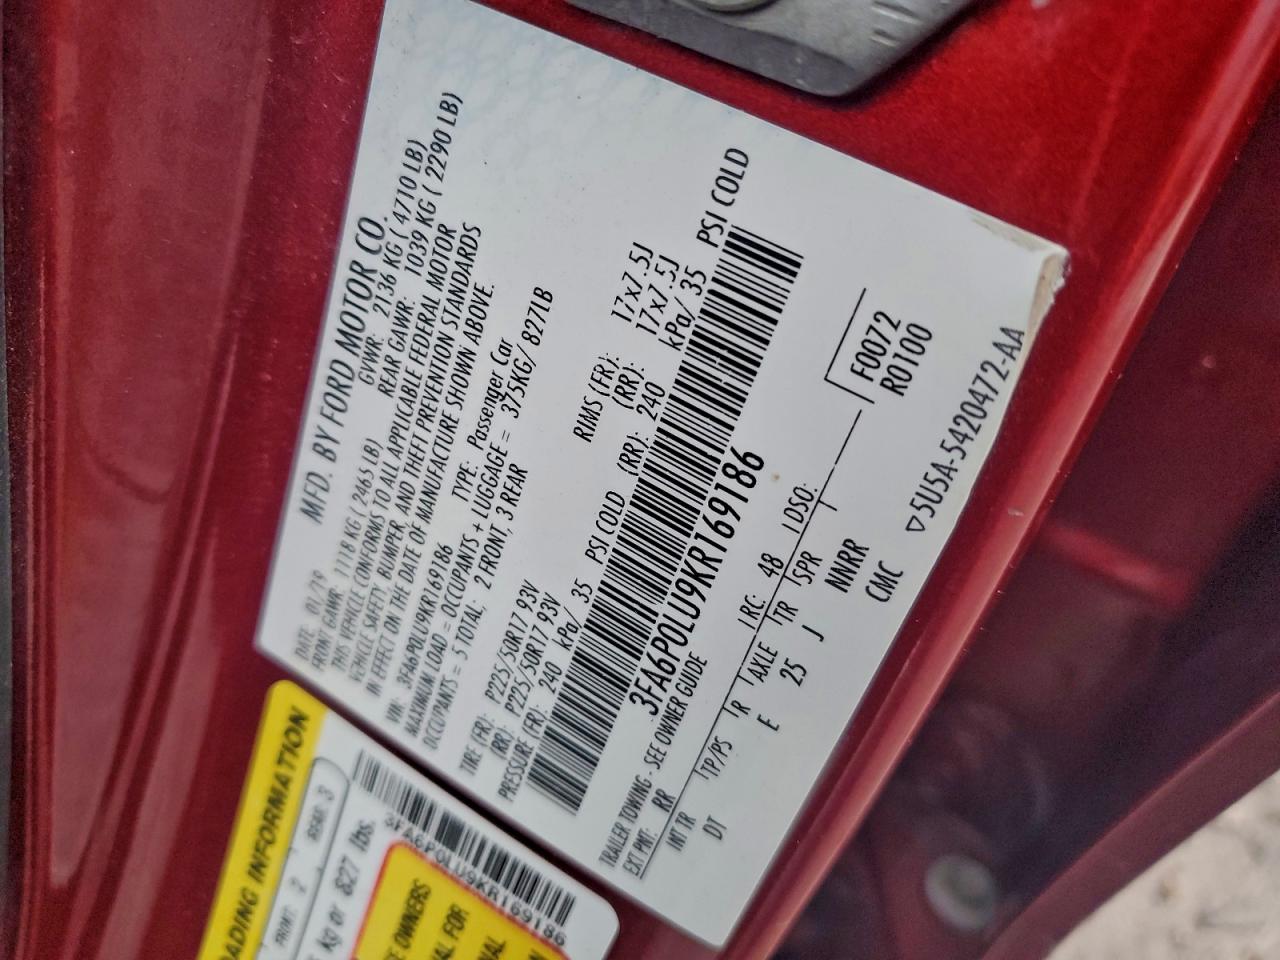 MFD. BY FORD MOTOR CO.
DATE: 01/19 GVWR: 2136 KG ( 4710 LB)
FRONT GAWR: 1118 KG ( 2465 LB) REAR GAWR: 1039 KG ( 2290 LB)
THIS VEHICLE CONFORMS TO ALL APPLICABLE FEDERAL MOTOR
VEHICLE SAFETY, BUMPER, AND THEFT PREVENTION STANDARDS
IN EFFECT ON THE DATE OF MANUFACTURE SHOWN ABOVE.
VIN: 3FA6P0LU9KR169186 TYPE: Passenger Car
MAXIMUM LOAD = OCCUPANTS + LUGGAGE = 375KG/ 827LB
OCCUPANTS = 5 TOTAL; 2 FRONT, 3 REAR
TIRE (FR): P225/50R17 93V RIMS (FR): 17x7.5J
(RR): P225/50R17 93V (RR): 17x7.5J
PRESSURE (FR): 240 kPa/ 35 PSI COLD (RR): 240 kPa/ 35 PSI COLD
3FA6P0LU9KR169186
TRAILER TOWING - SEE OWNER GUIDE
EXT PNT: RR RC: 48 DSO: F0072
INT TR TP/PS R AXLE TR SPR R0100
DT E 25 J NNRR
CMC
▽5U5A-5420472-AA
LOADING INFORMATION
FRONT: 2 REAR: 3
kg or 827 lbs.
3FA6P0LU9KR169186
OWNERS
FOR